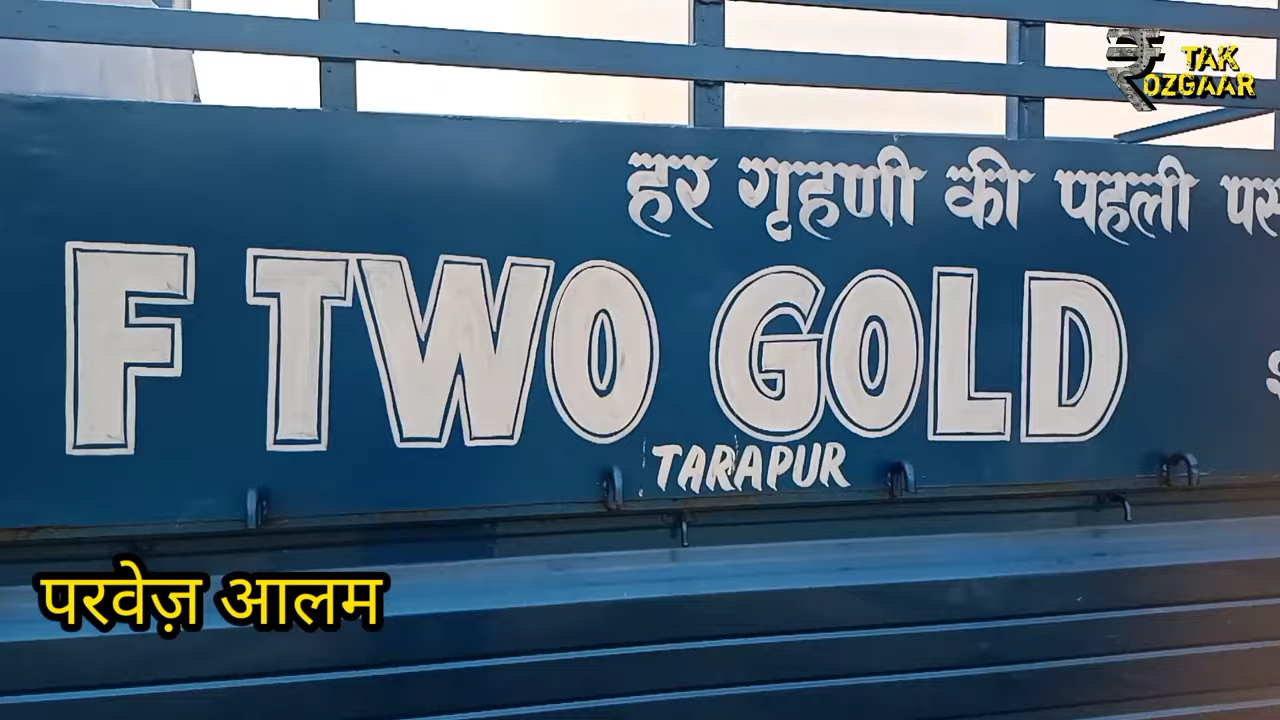 TAK
ROZGAAR
हर गृहणी की पहली
F TWO GOLD
TARAPUR
परवेज़ आलम